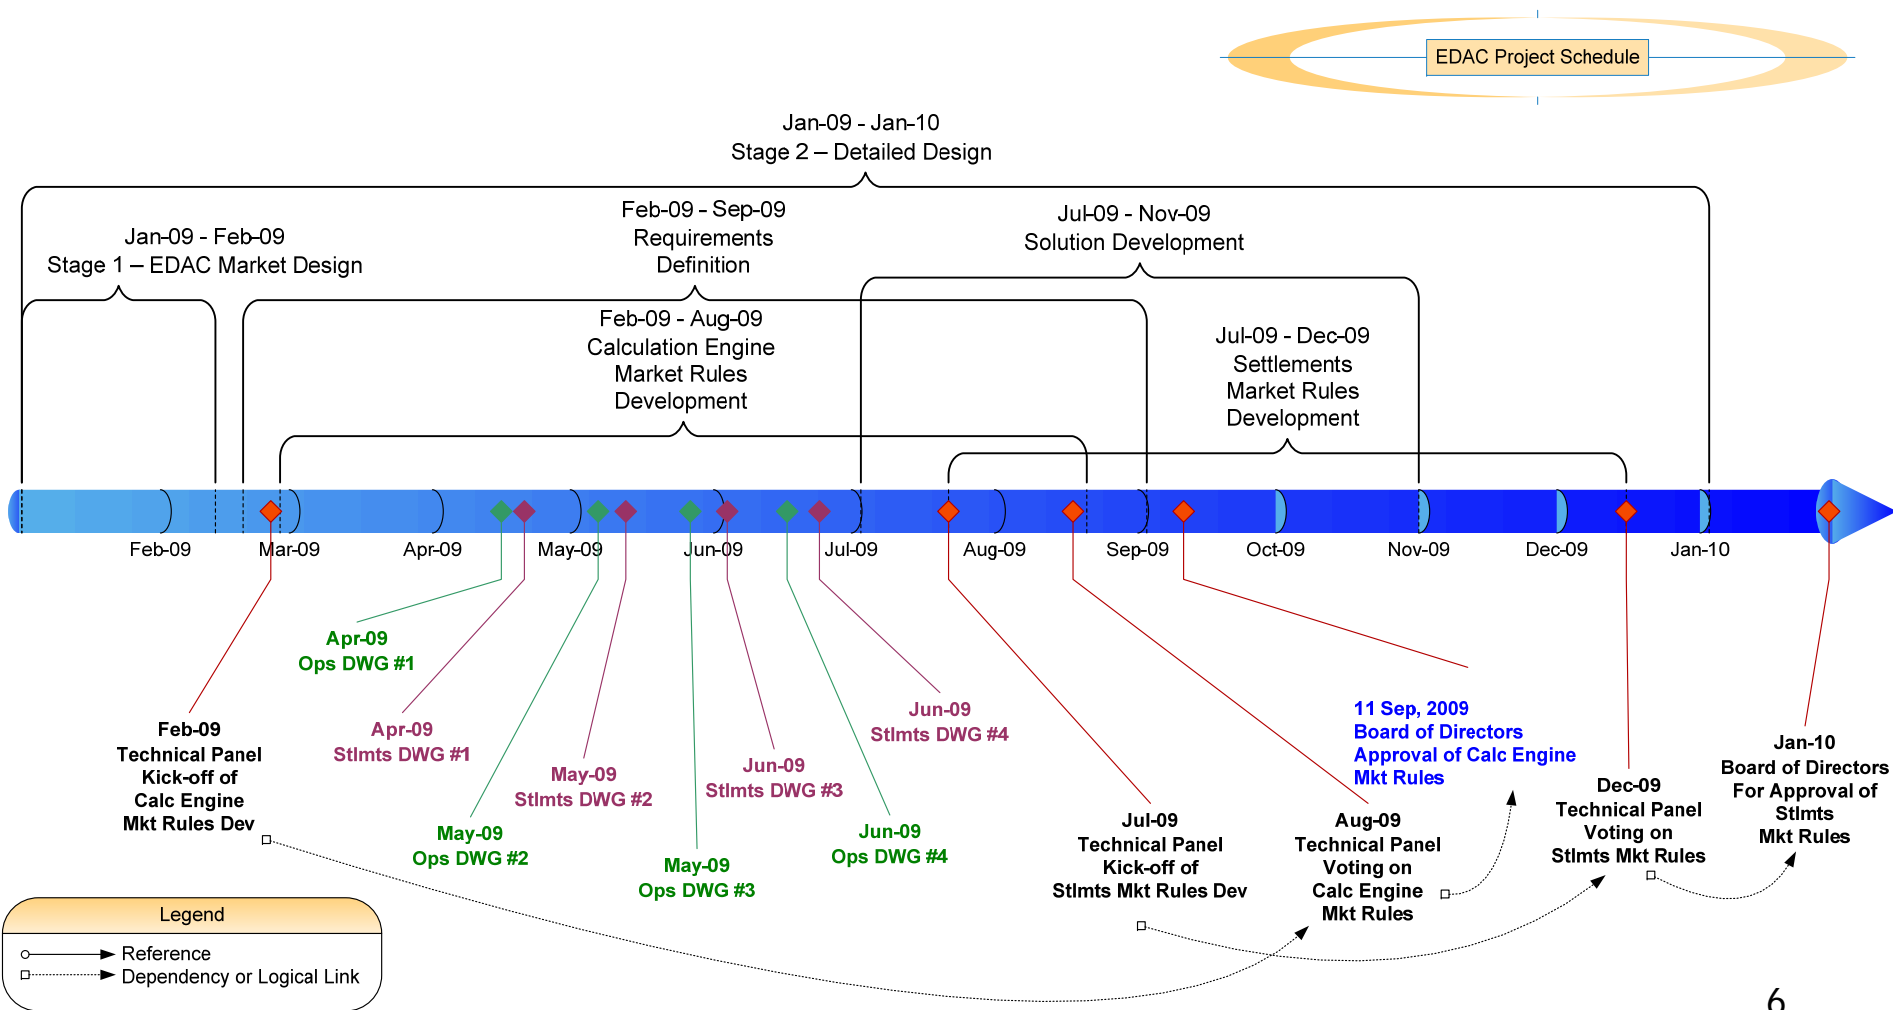 EDAC Project Schedule
Jan-09 - Jan-10
Stage 2 – Detailed Design
Jan-09 - Feb-09
Stage 1 – EDAC Market Design
Feb-09 - Sep-09
Requirements
Definition
Jul-09 - Nov-09
Solution Development
Feb-09 - Aug-09
Calculation Engine
Market Rules
Development
Jul-09 - Dec-09
Settlements
Market Rules
Development
Feb-09
Mar-09
Apr-09
May-09
Jun-09
Jul-09
Aug-09
Sep-09
Oct-09
Nov-09
Dec-09
Jan-10
Feb-09
Technical Panel
Kick-off of
Calc Engine
Mkt Rules Dev
Apr-09
Ops DWG #1
Apr-09
Stlmts DWG #1
May-09
Ops DWG #2
May-09
Stlmts DWG #2
May-09
Ops DWG #3
Jun-09
Stlmts DWG #3
Jun-09
Ops DWG #4
Jun-09
Stlmts DWG #4
Jul-09
Technical Panel
Kick-off of
Stlmts Mkt Rules Dev
Aug-09
Technical Panel
Voting on
Calc Engine
Mkt Rules
11 Sep, 2009
Board of Directors
Approval of Calc Engine
Mkt Rules
Dec-09
Technical Panel
Voting on
Stlmts Mkt Rules
Jan-10
Board of Directors
For Approval of
Stlmts
Mkt Rules
Legend
Reference
Dependency or Logical Link
6